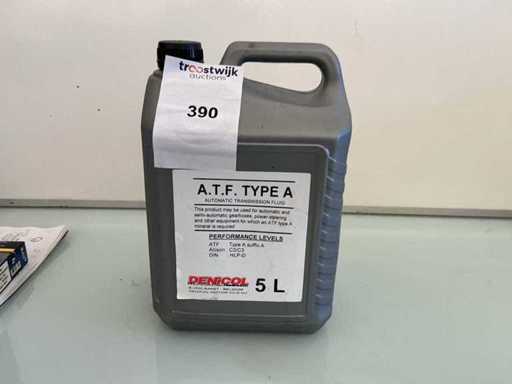 troostwijk
auctions
390
A.T.F. TYPE A
AUTOMATIC TRANSMISSION FLUID
This product may be used for automatic and
semi-automatic gearboxes, power-steering
and other equipment for which an ATF type A
mineral is required
PERFORMANCE LEVELS
ATF Type A suffix A
Alisson C2/C3
DIN HLP-D
DENICOL 5 L